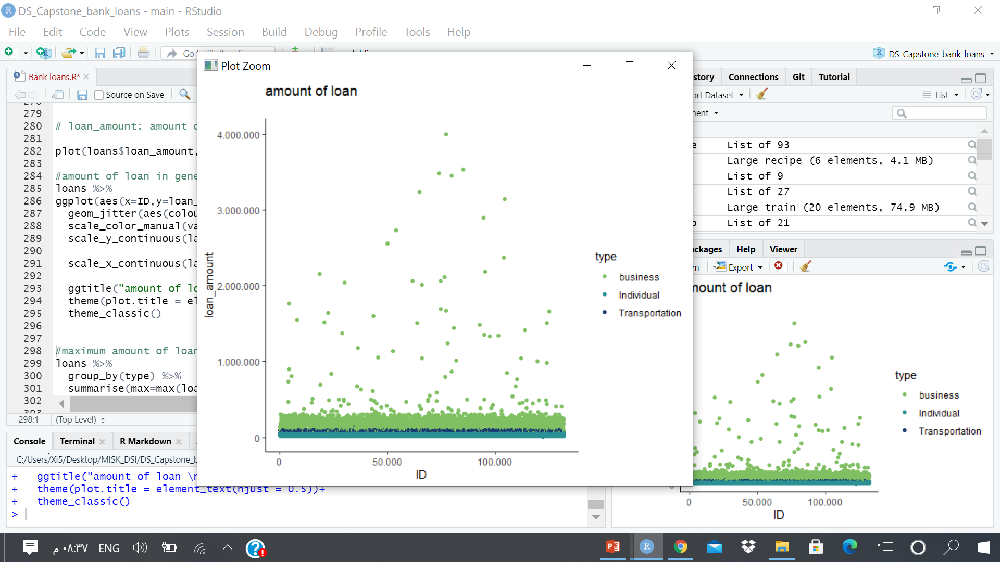 DS_Capstone_bank_loans - main - RStudio
File Edit Code View Plots Session Build Debug Profile Tools Help
Go
DS_Capstone_bank_loans
Bank loans.R*
Source on Save
279
280 # loan_amount: amount
281
282 plot(loans$loan_amount,
283
284 #amount of loan in gene
285 loans %>%
286 ggplot(aes(x=ID,y=loan_
287 geom_jitter(aes(colou
288 scale_color_manual(va
289 scale_y_continuous(la
290
291 scale_x_continuous(la
292
293 ggtitle("amount of lo
294 theme(plot.title = el
295 theme_classic()
296
297
298 #maximum amount of loan
299 loans %>%
300 group_by(type) %>%
301 summarise(max=max(loa
302
298:1 (Top Level)
Console Terminal R Markdown
C:/Users/Xi5/Desktop/MISK_DSI/DS_Capstone_b
+ ggtitle("amount of loan \n
+ theme(plot.title = element_text(hjust = 0.5))+
+ theme_classic()
>
Plot Zoom
amount of loan
4.000.000
3.000.000
2.000.000
1.000.000
0
loan_amount
0 50.000 100.000
ID
type
business
Individual
Transportation
story Connections Git Tutorial
ort Dataset List
ment
e List of 93
Large recipe (6 elements, 4.1 MB)
List of 9
List of 27
Large train (20 elements, 74.9 MB)
List of 21
ckages Help Viewer
m Export
mount of loan
type
business
Individual
Transportation
0 50.000 100.000
ID
٠٨:٣٧ م ENG